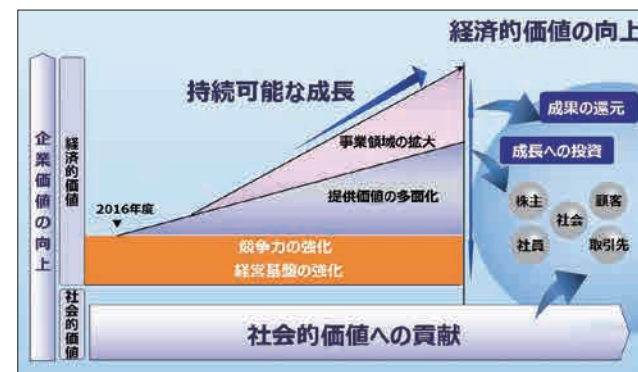 経済的価値の向上
持続可能な成長
成果の還元
事業領域の拡大
成長への投資
企業価値の向上
経済的価値
提供価値の多面化
2016年度
株主
顧客
社会
社員
取引先
競争力の強化
経営基盤の強化
社会的価値
社会的価値への貢献